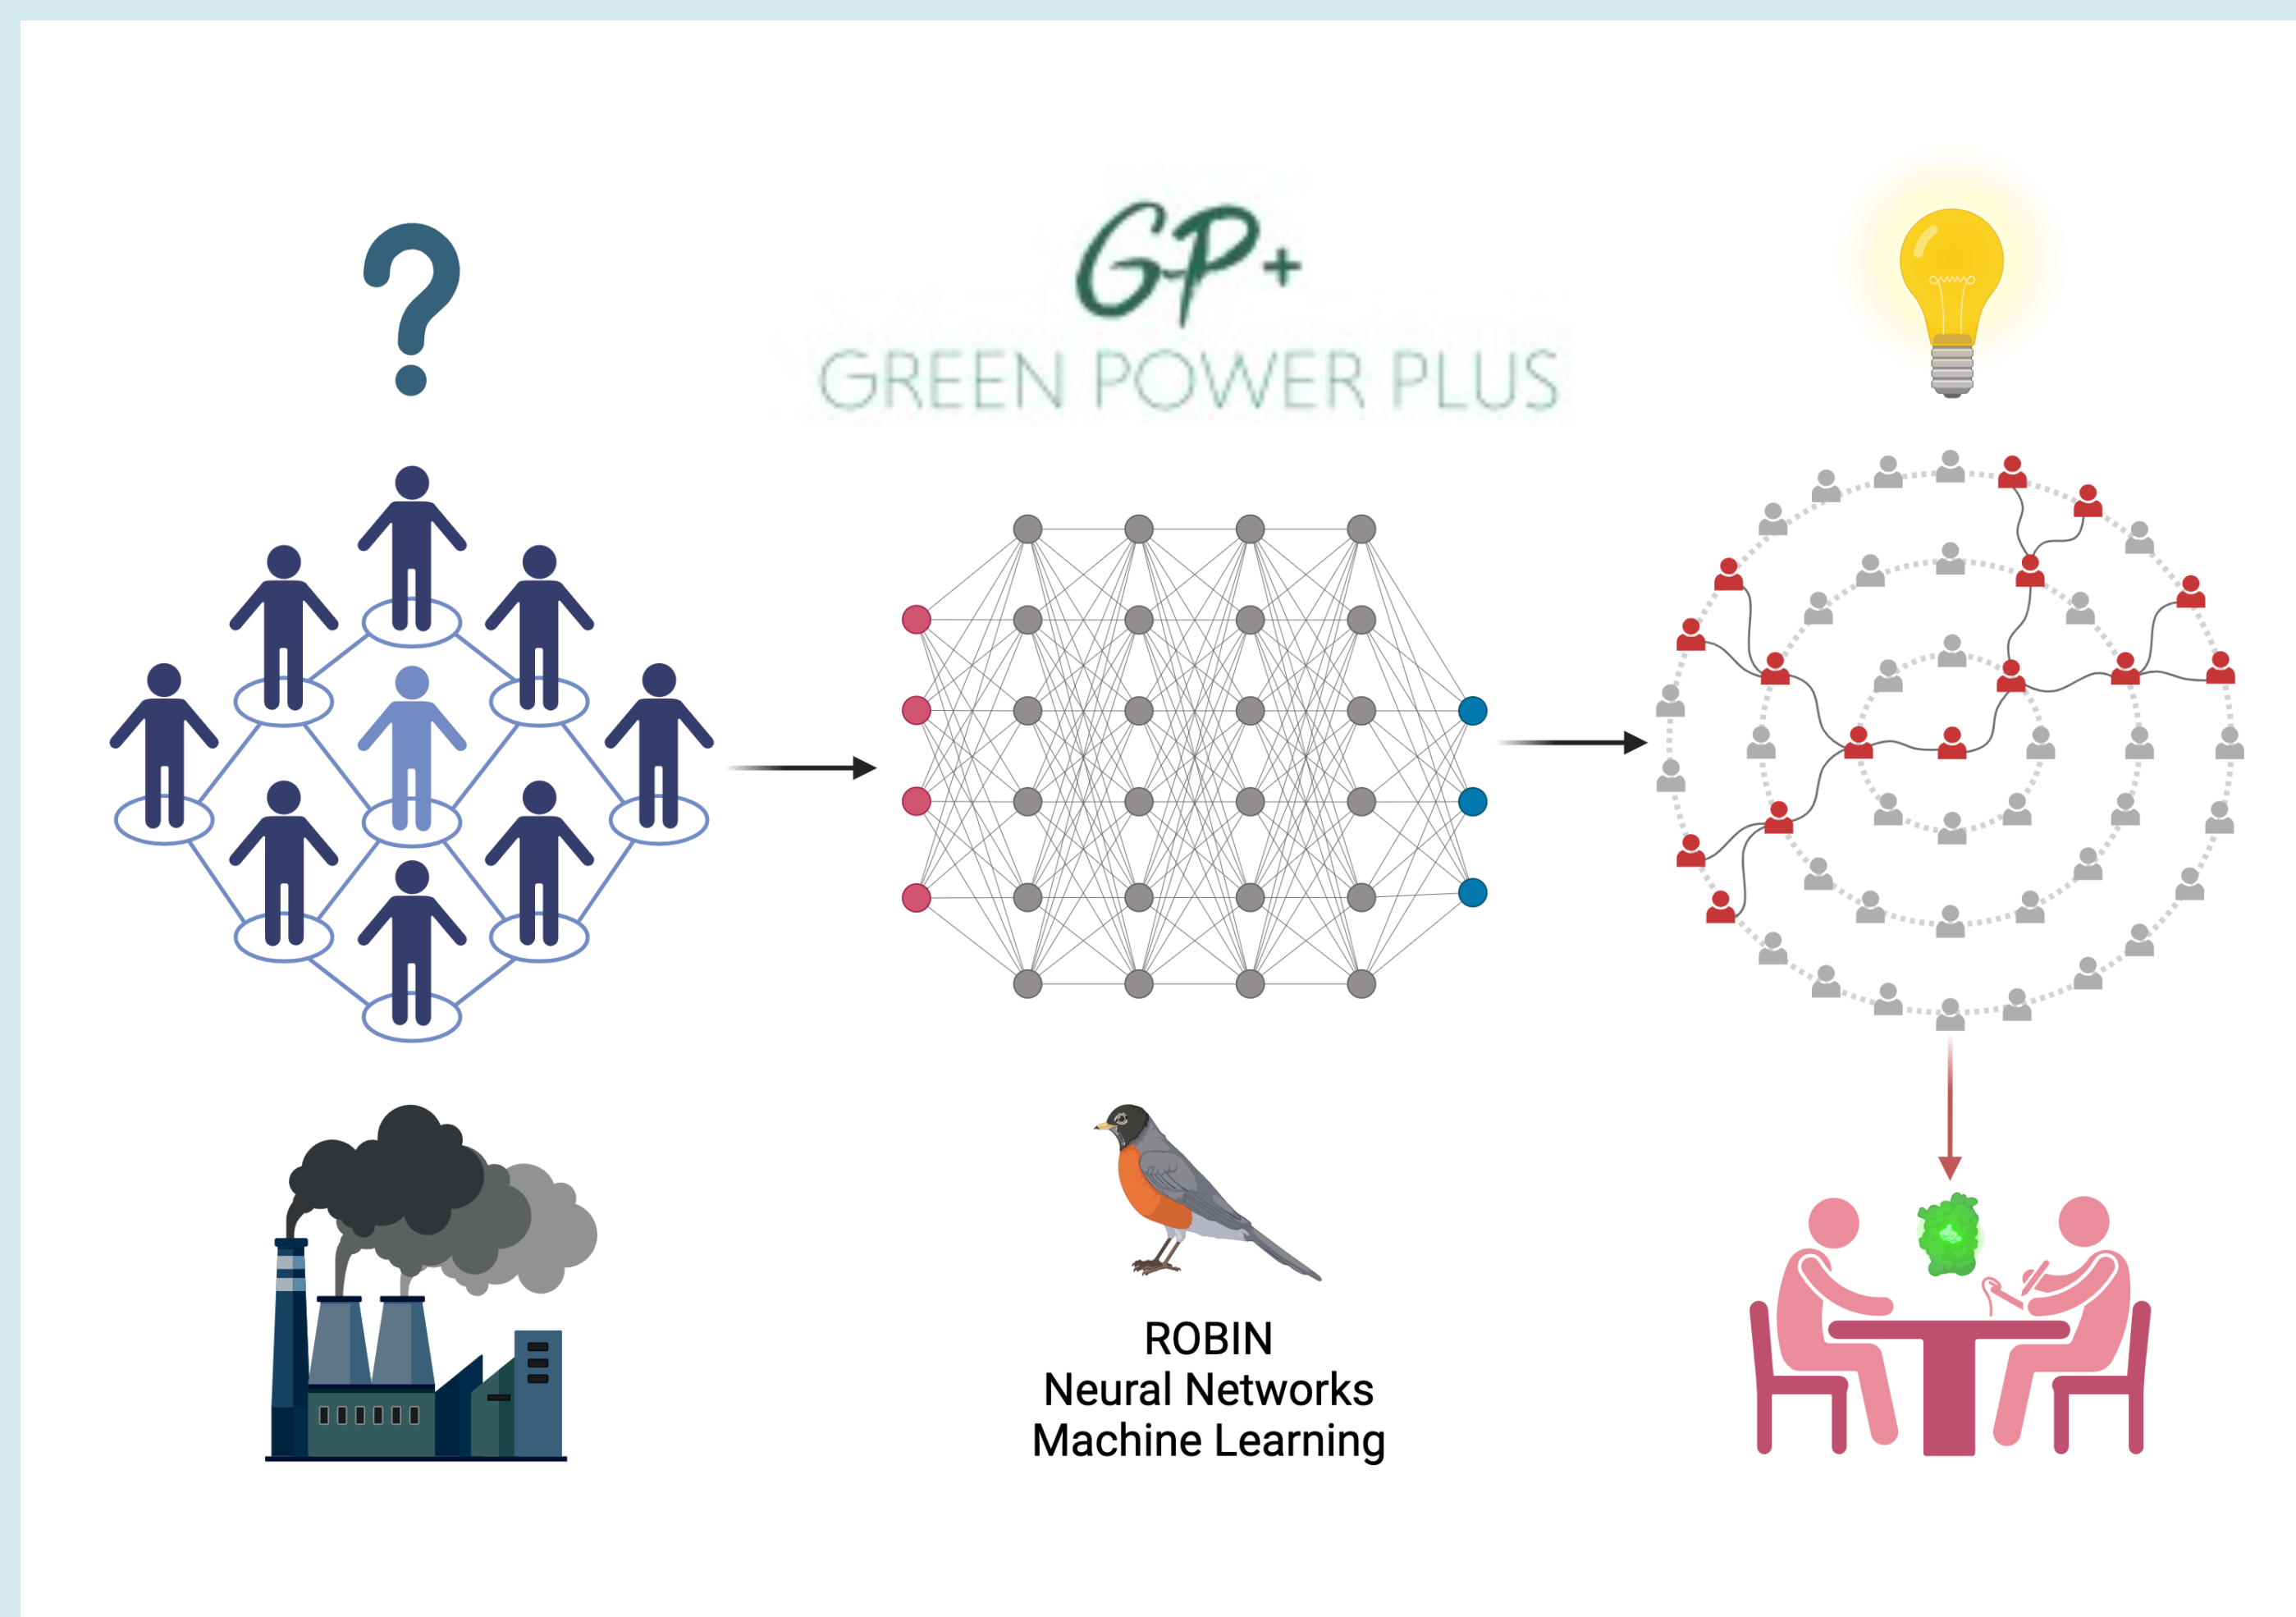 ?
GP+
GREEN POWER PLUS
ROBIN
Neural Networks
Machine Learning